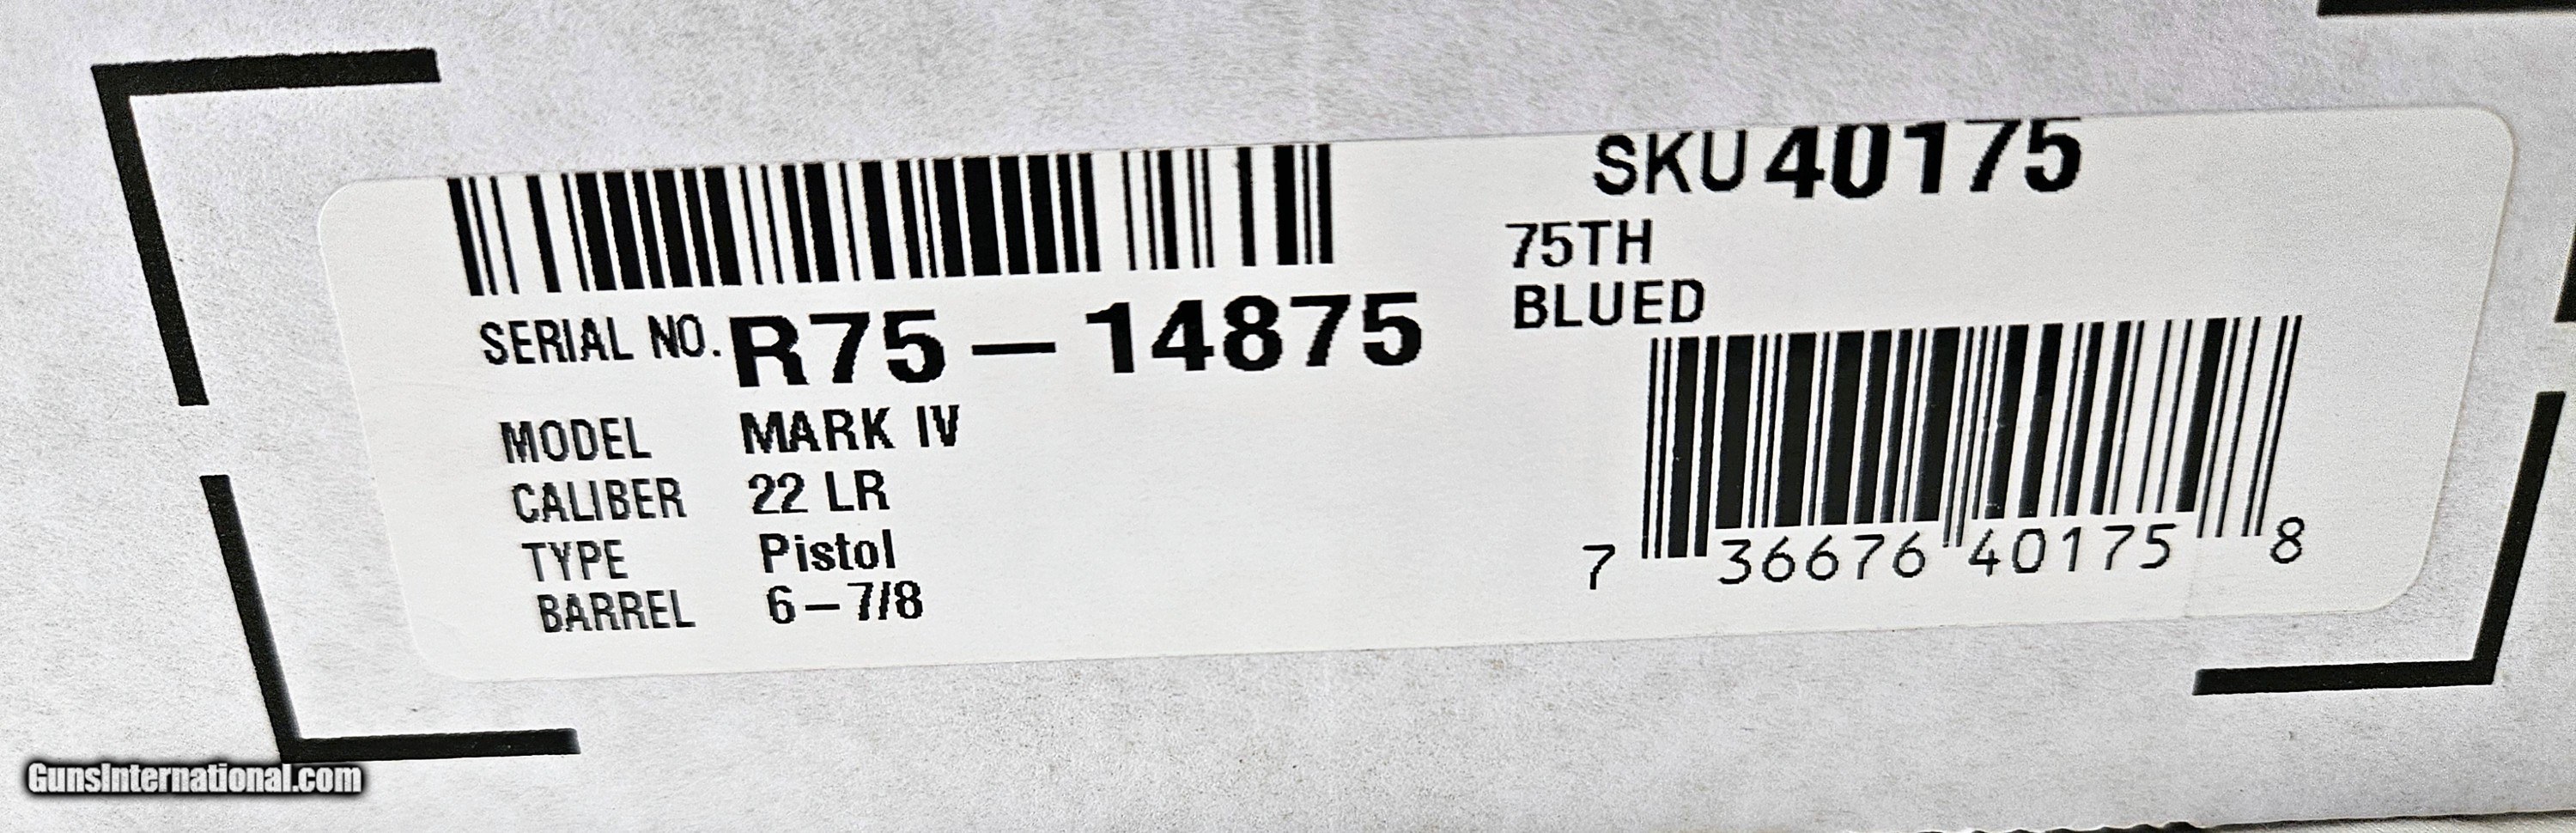 SKU 40175
75TH
BLUED
SERIAL NO. R75-14875
MODEL MARK IV
CALIBER 22 LR
TYPE Pistol
BARREL 6-7/8
7 36676 40175 8
GunsInternational.com